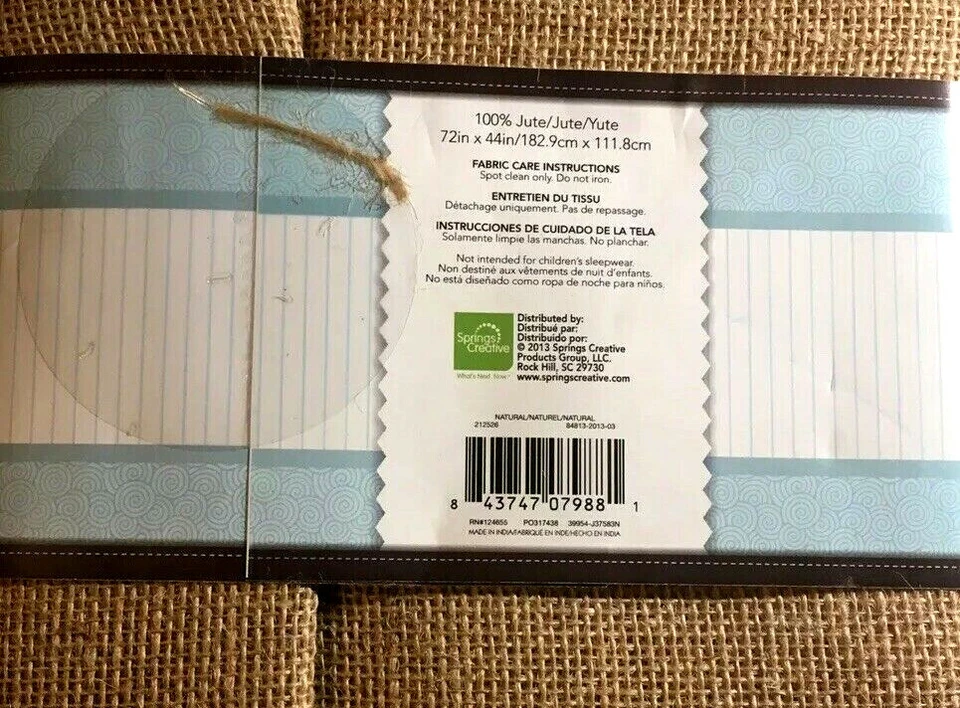 100% Jute/Jute/Yute
72in x 44in/182.9cm x 111.8cm
FABRIC CARE INSTRUCTIONS
Spot clean only. Do not iron.
ENTRETIEN DU TISSU
Détachage uniquement. Pas de repassage.
INSTRUCCIONES DE CUIDADO DE LA TELA
Solamente limpie las manchas. No planchar.
Not intended for children's sleepwear.
Non destiné aux vêtements de nuit d'enfants.
No está diseñado como ropa de noche para niños.
Springs
Creative
What's Next. Now.
Distributed by:
Distribué par:
Distribuido por:
© 2013 Springs Creative
Products Group, LLC.
Rock Hill, SC 29730
www.springscreative.com
NATURAL/NATUREL/NATURAL
212526 84813-2013-03
8 43747 07988 1
RN#124655 PO317438 39954-J37583N
MADE IN INDIA/FABRIQUE EN INDE/HECHO EN INDIA